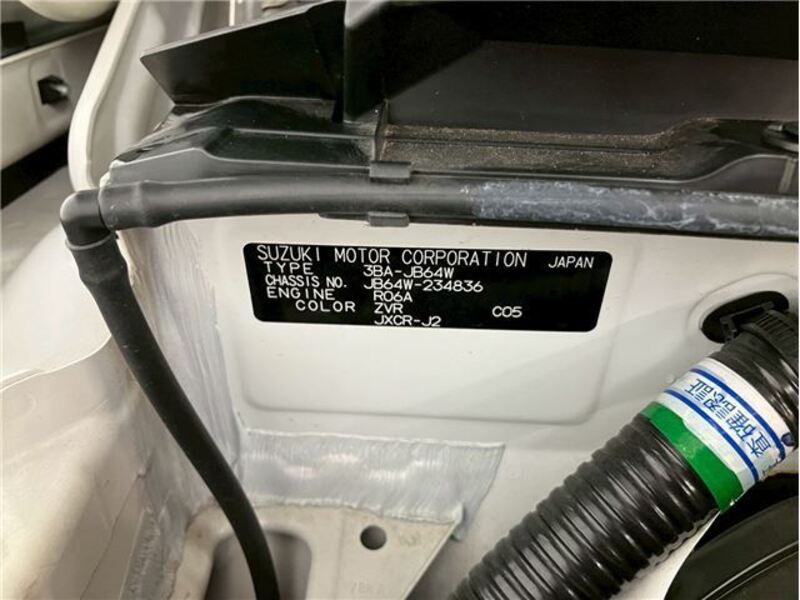 SUZUKI MOTOR CORPORATION JAPAN
TYPE 3BA-JB64W
CHASSIS NO. JB64W-234836
ENGINE R06A
COLOR ZVR C05
JXCR-J2